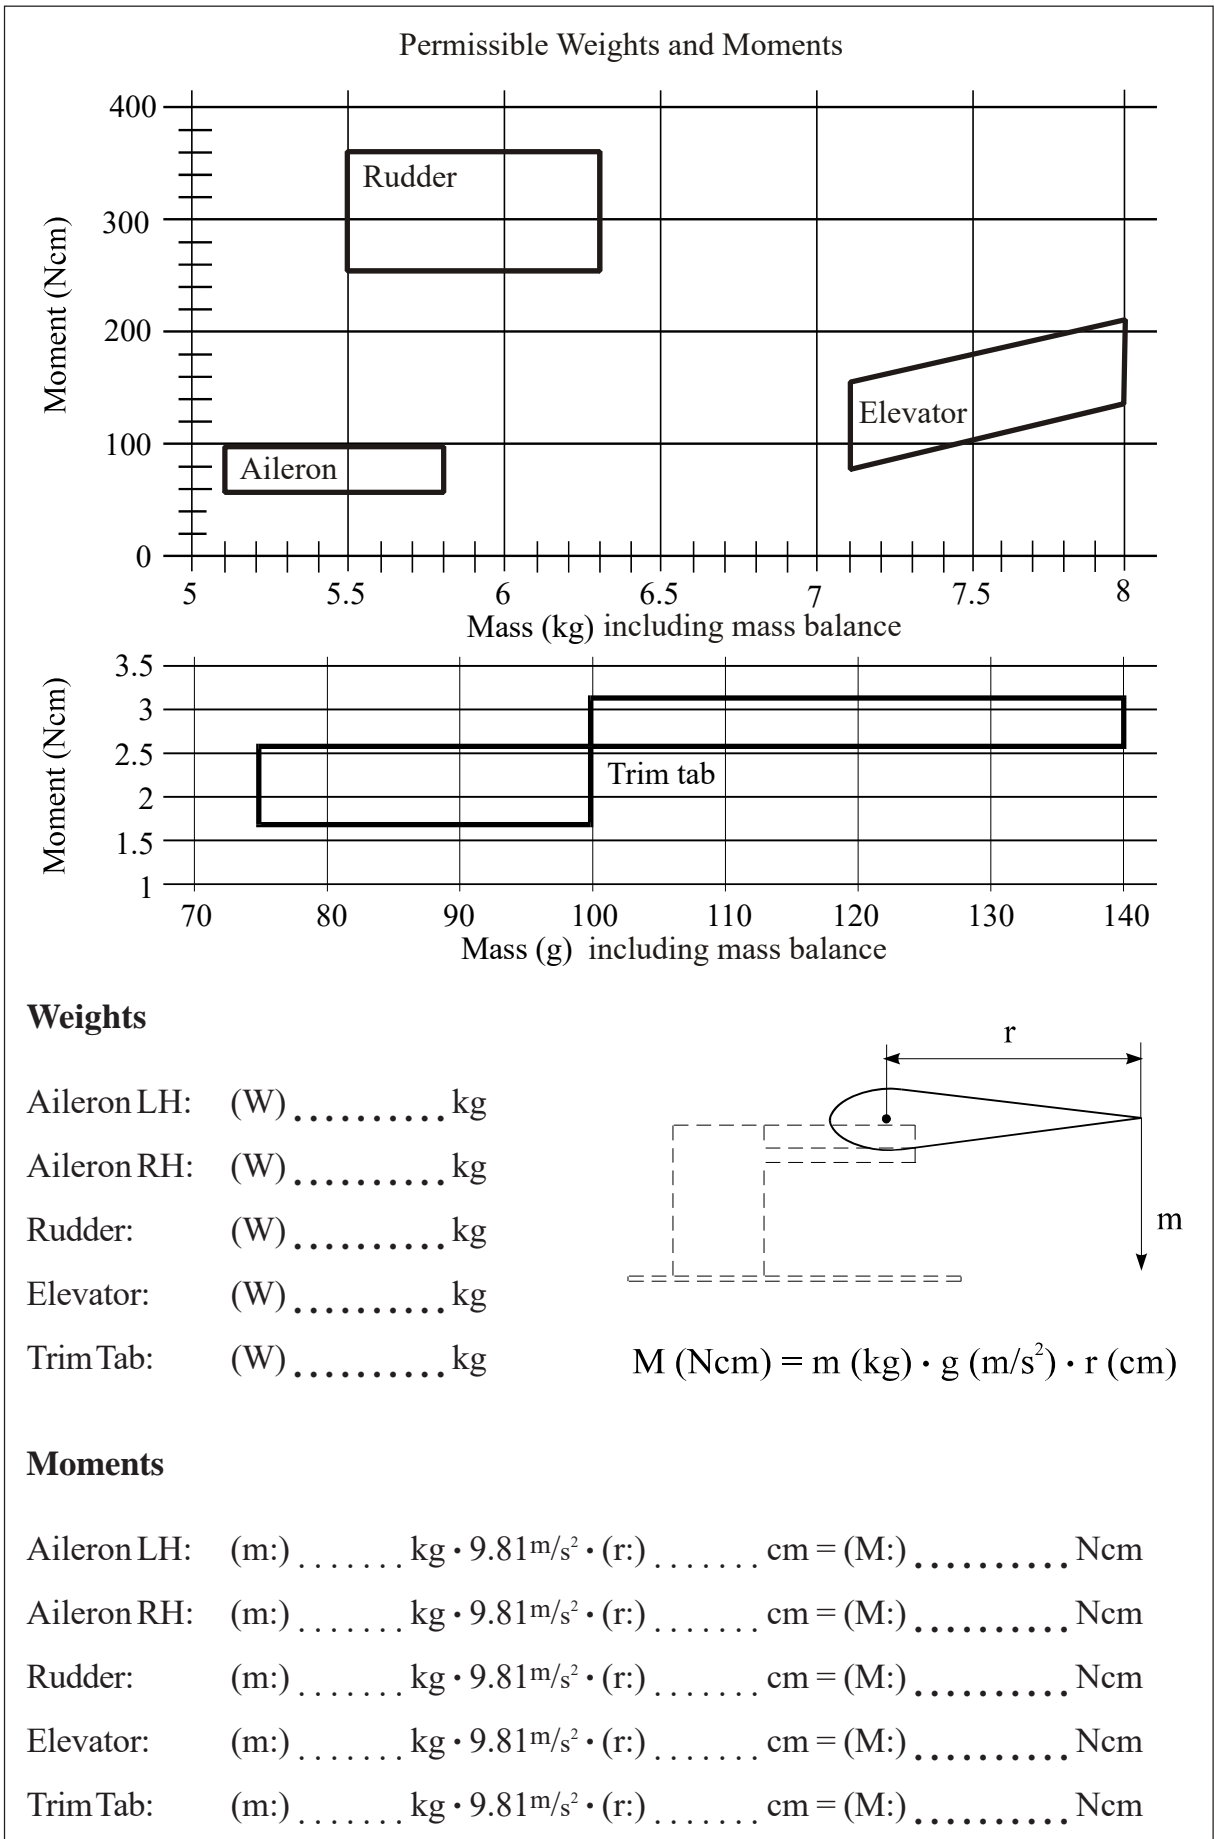 Permissible Weights and Moments
Moment (Ncm)
400
300
200
100
0
Rudder
Elevator
Aileron
5 5.5 6 6.5 7 7.5 8
Mass (kg) including mass balance
Moment (Ncm)
3.5
3
2.5
2
1.5
1
Trim tab
70 80 90 100 110 120 130 140
Mass (g) including mass balance
Weights
Aileron LH: (W) .......... kg
Aileron RH: (W) .......... kg
Rudder: (W) .......... kg
Elevator: (W) .......... kg
Trim Tab: (W) .......... kg
r
m
M (Ncm) = m (kg) · g (m/s²) · r (cm)
Moments
Aileron LH: (m:) ....... kg · 9.81m/s² · (r:) ....... cm = (M:) .......... Ncm
Aileron RH: (m:) ....... kg · 9.81m/s² · (r:) ....... cm = (M:) .......... Ncm
Rudder: (m:) ....... kg · 9.81m/s² · (r:) ....... cm = (M:) .......... Ncm
Elevator: (m:) ....... kg · 9.81m/s² · (r:) ....... cm = (M:) .......... Ncm
Trim Tab: (m:) ....... kg · 9.81m/s² · (r:) ....... cm = (M:) .......... Ncm